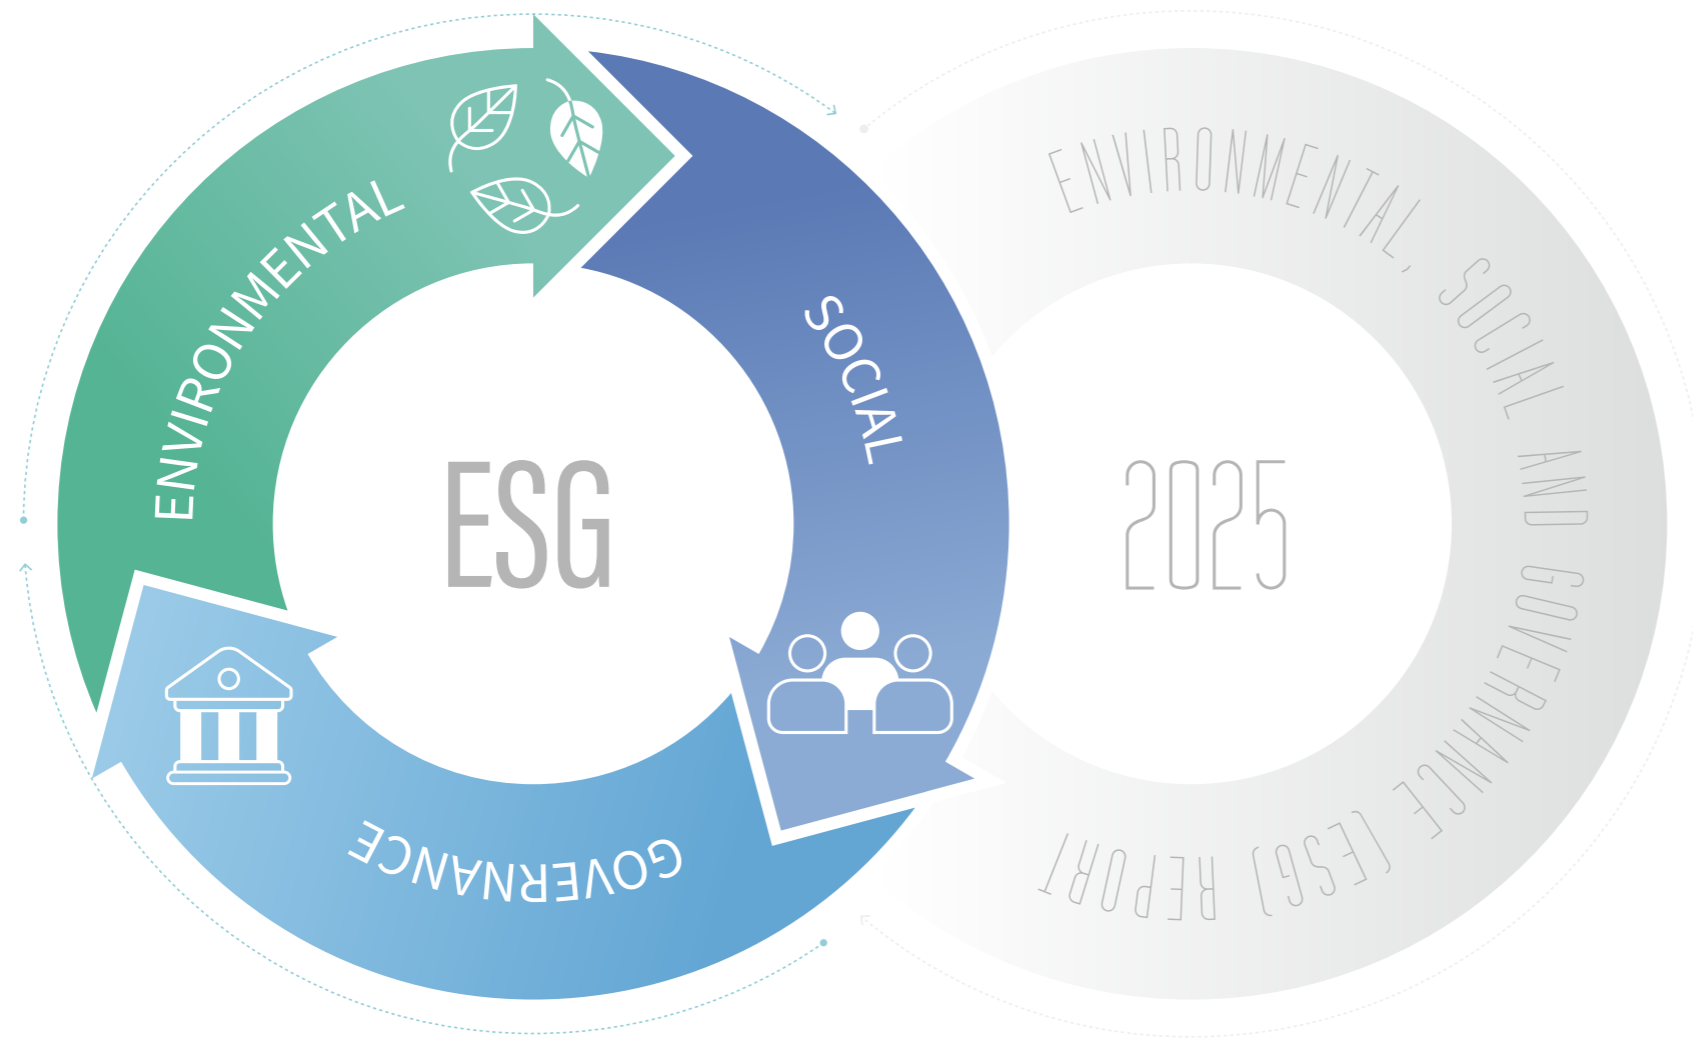 ENVIRONMENTAL
SOCIAL
GOVERNANCE
ESG
2025
ENVIRONMENTAL, SOCIAL AND GOVERNANCE (ESG) REPORT